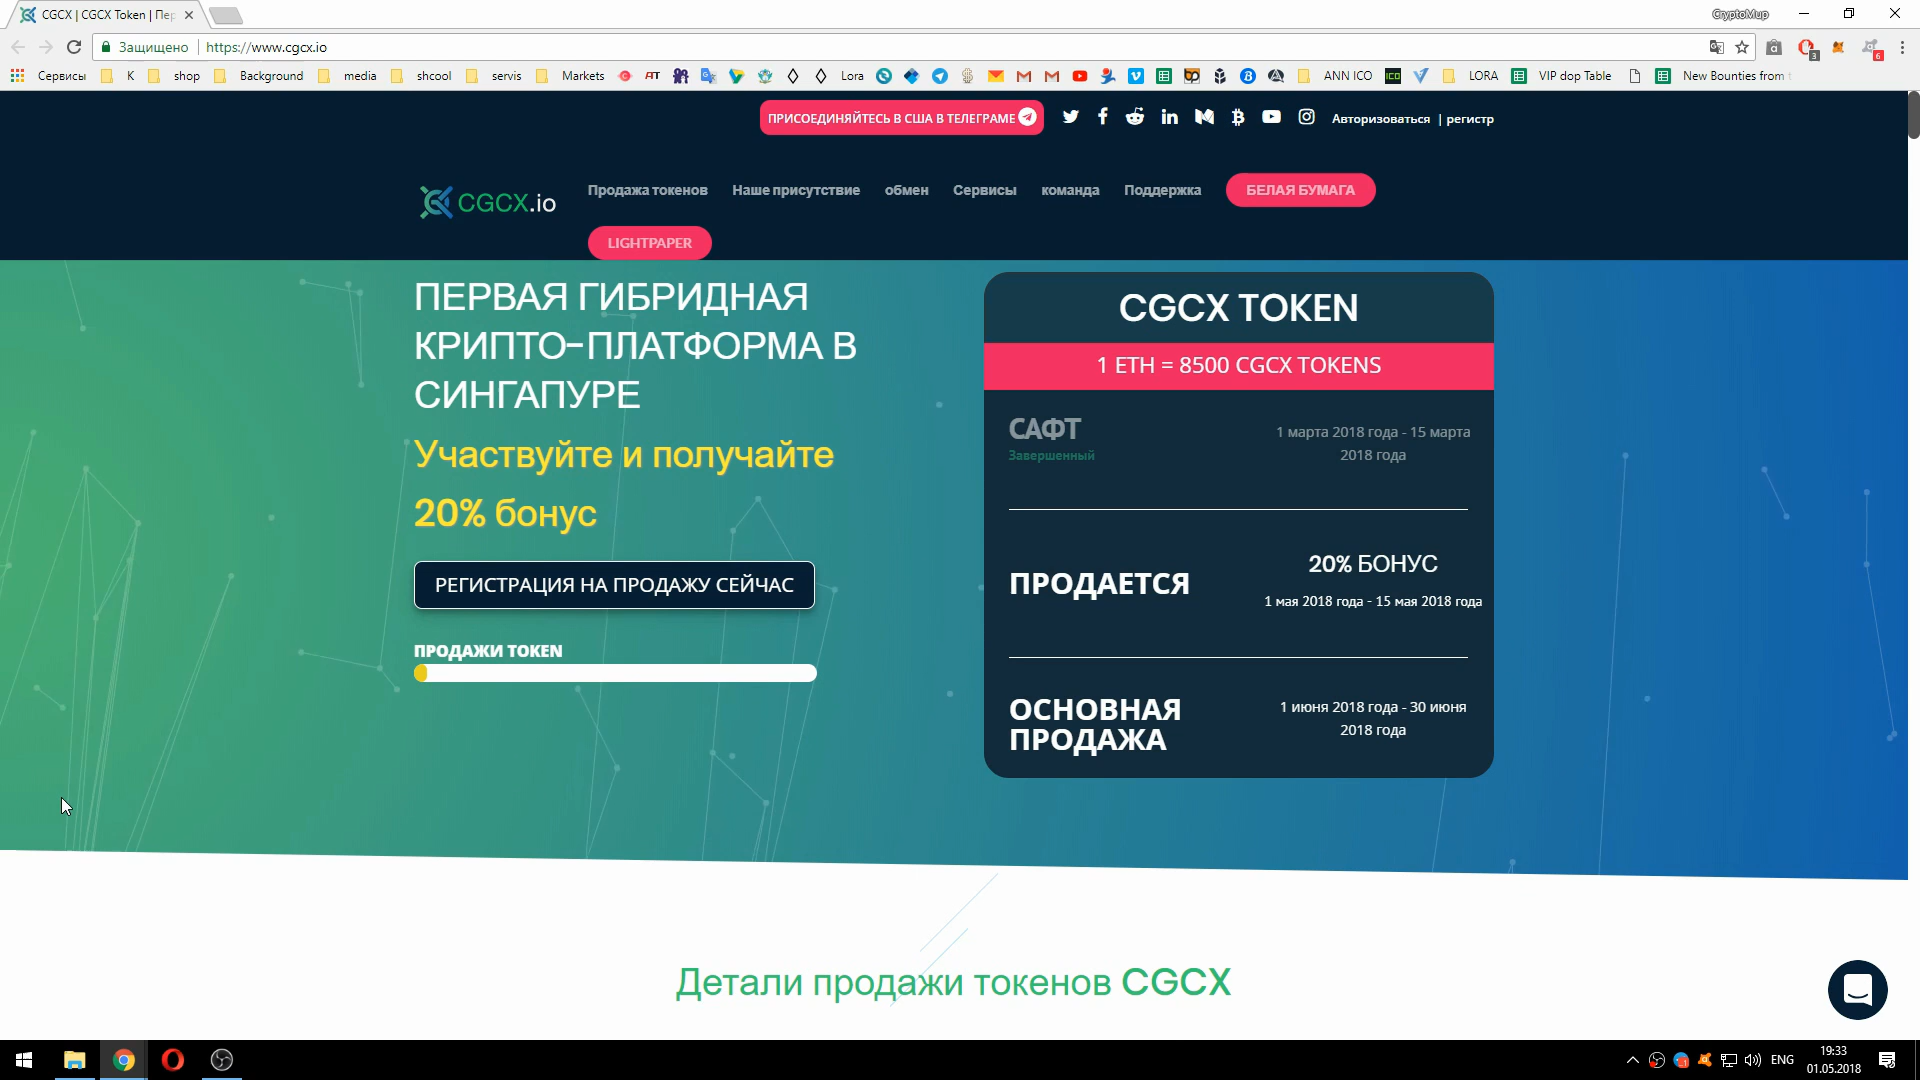 CGCX | CGCX Token | Пер
CryptoMup
Защищено
https://www.cgcx.io
Сервисы
K
shop
Background
media
shcool
servis
Markets
Lora
ANN ICO
LORA
VIP dop Table
New Bounties from
ПРИСОЕДИНЯЙТЕСЬ В США В ТЕЛЕГРАМЕ
Авторизоваться | регистр
CGCX.io
Продажа токенов
Наше присутствие
обмен
Сервисы
команда
Поддержка
БЕЛАЯ БУМАГА
LIGHTPAPER
ПЕРВАЯ ГИБРИДНАЯ
КРИПТО-ПЛАТФОРМА В
СИНГАПУРЕ
Участвуйте и получайте
20% бонус
РЕГИСТРАЦИЯ НА ПРОДАЖУ СЕЙЧАС
ПРОДАЖИ TOKEN
CGCX TOKEN
1 ETH = 8500 CGCX TOKENS
САФТ
Завершенный
1 марта 2018 года - 15 марта
2018 года
ПРОДАЕТСЯ
20% БОНУС
1 мая 2018 года - 15 мая 2018 года
ОСНОВНАЯ
ПРОДАЖА
1 июня 2018 года - 30 июня
2018 года
Детали продажи токенов CGCX
ENG
19:33
01.05.2018